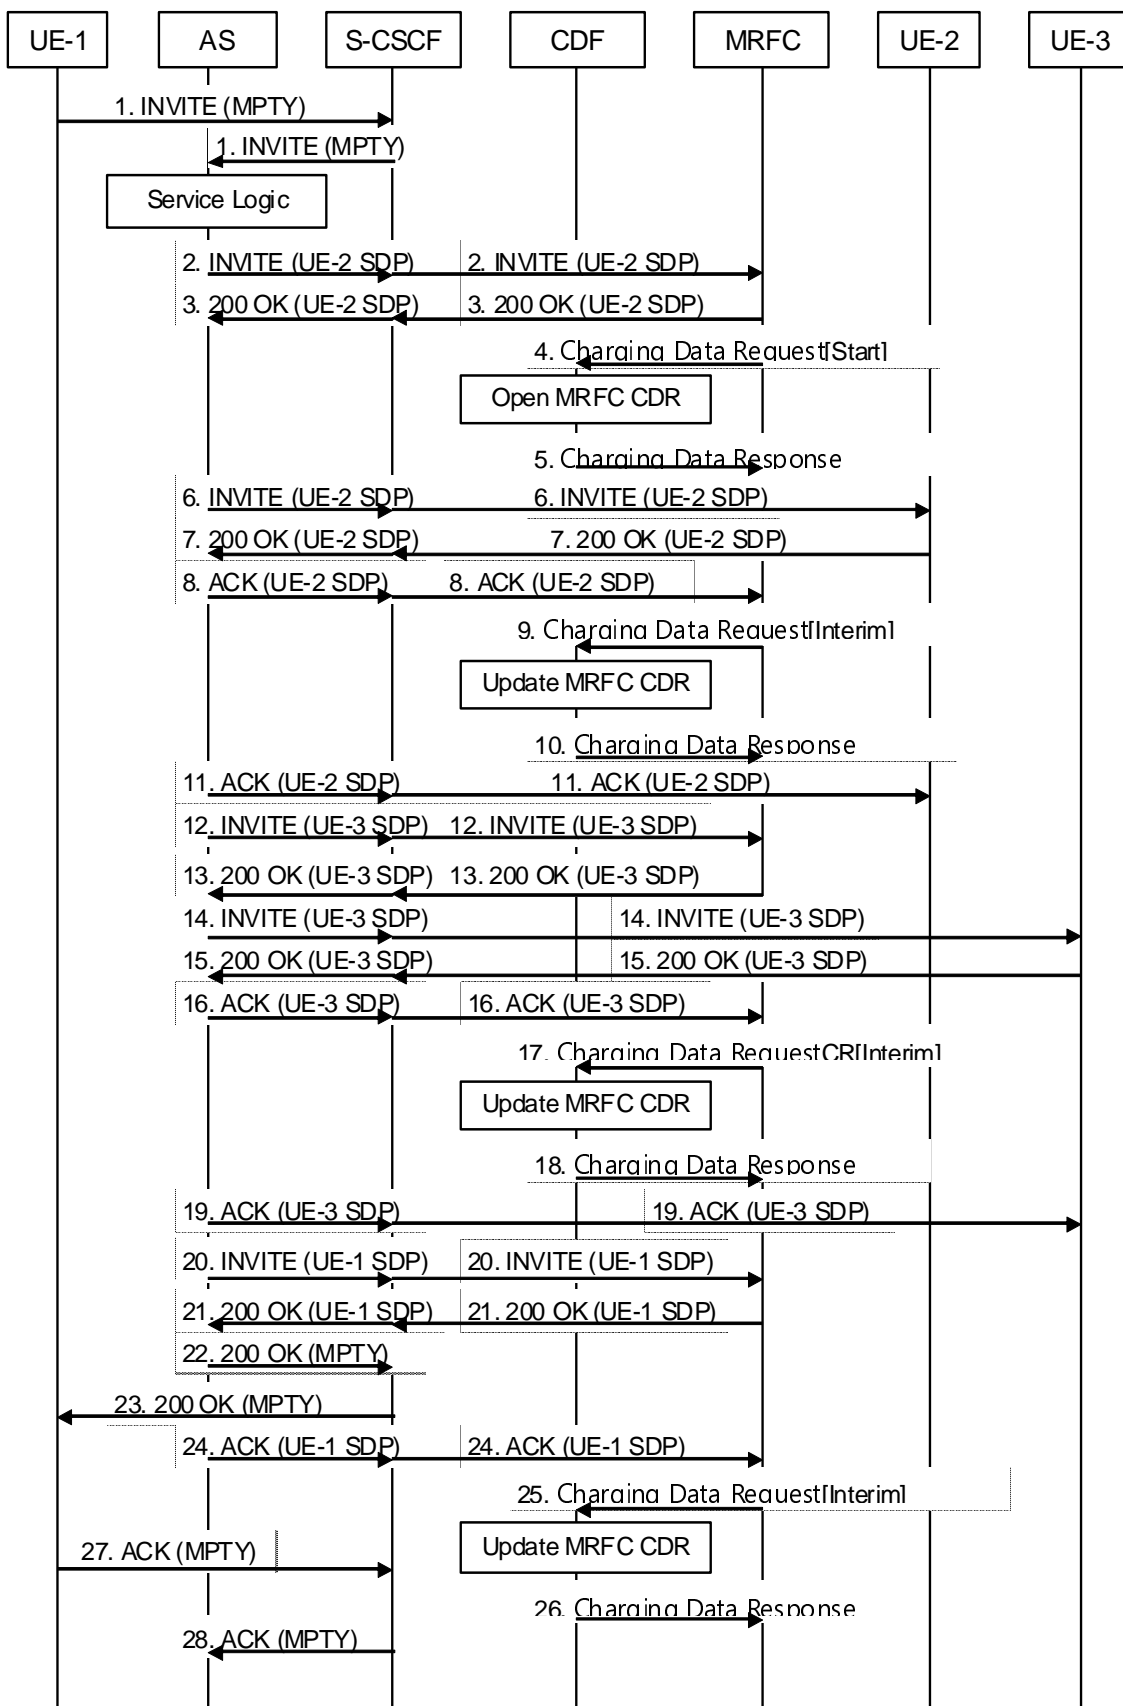 UE-1 AS S-CSCF CDF MRFC UE-2 UE-3
1. INVITE (MPTY)
1. INVITE (MPTY)
Service Logic
2. INVITE (UE-2 SDP) 2. INVITE (UE-2 SDP)
3. 200 OK (UE-2 SDP) 3. 200 OK (UE-2 SDP)
4. Charging Data Request[Start]
Open MRFC CDR
5. Charging Data Response
6. INVITE (UE-2 SDP) 6. INVITE (UE-2 SDP)
7. 200 OK (UE-2 SDP) 7. 200 OK (UE-2 SDP)
8. ACK (UE-2 SDP) 8. ACK (UE-2 SDP)
9. Charging Data Request[Interim]
Update MRFC CDR
10. Charging Data Response
11. ACK (UE-2 SDP) 11. ACK (UE-2 SDP)
12. INVITE (UE-3 SDP) 12. INVITE (UE-3 SDP)
13. 200 OK (UE-3 SDP) 13. 200 OK (UE-3 SDP)
14. INVITE (UE-3 SDP) 14. INVITE (UE-3 SDP)
15. 200 OK (UE-3 SDP) 15. 200 OK (UE-3 SDP)
16. ACK (UE-3 SDP) 16. ACK (UE-3 SDP)
17. Charging Data RequestCR[Interim]
Update MRFC CDR
18. Charging Data Response
19. ACK (UE-3 SDP) 19. ACK (UE-3 SDP)
20. INVITE (UE-1 SDP) 20. INVITE (UE-1 SDP)
21. 200 OK (UE-1 SDP) 21. 200 OK (UE-1 SDP)
22. 200 OK (MPTY)
23. 200 OK (MPTY)
24. ACK (UE-1 SDP) 24. ACK (UE-1 SDP)
25. Charging Data Request[Interim]
27. ACK (MPTY) Update MRFC CDR
26. Charging Data Response
28. ACK (MPTY)